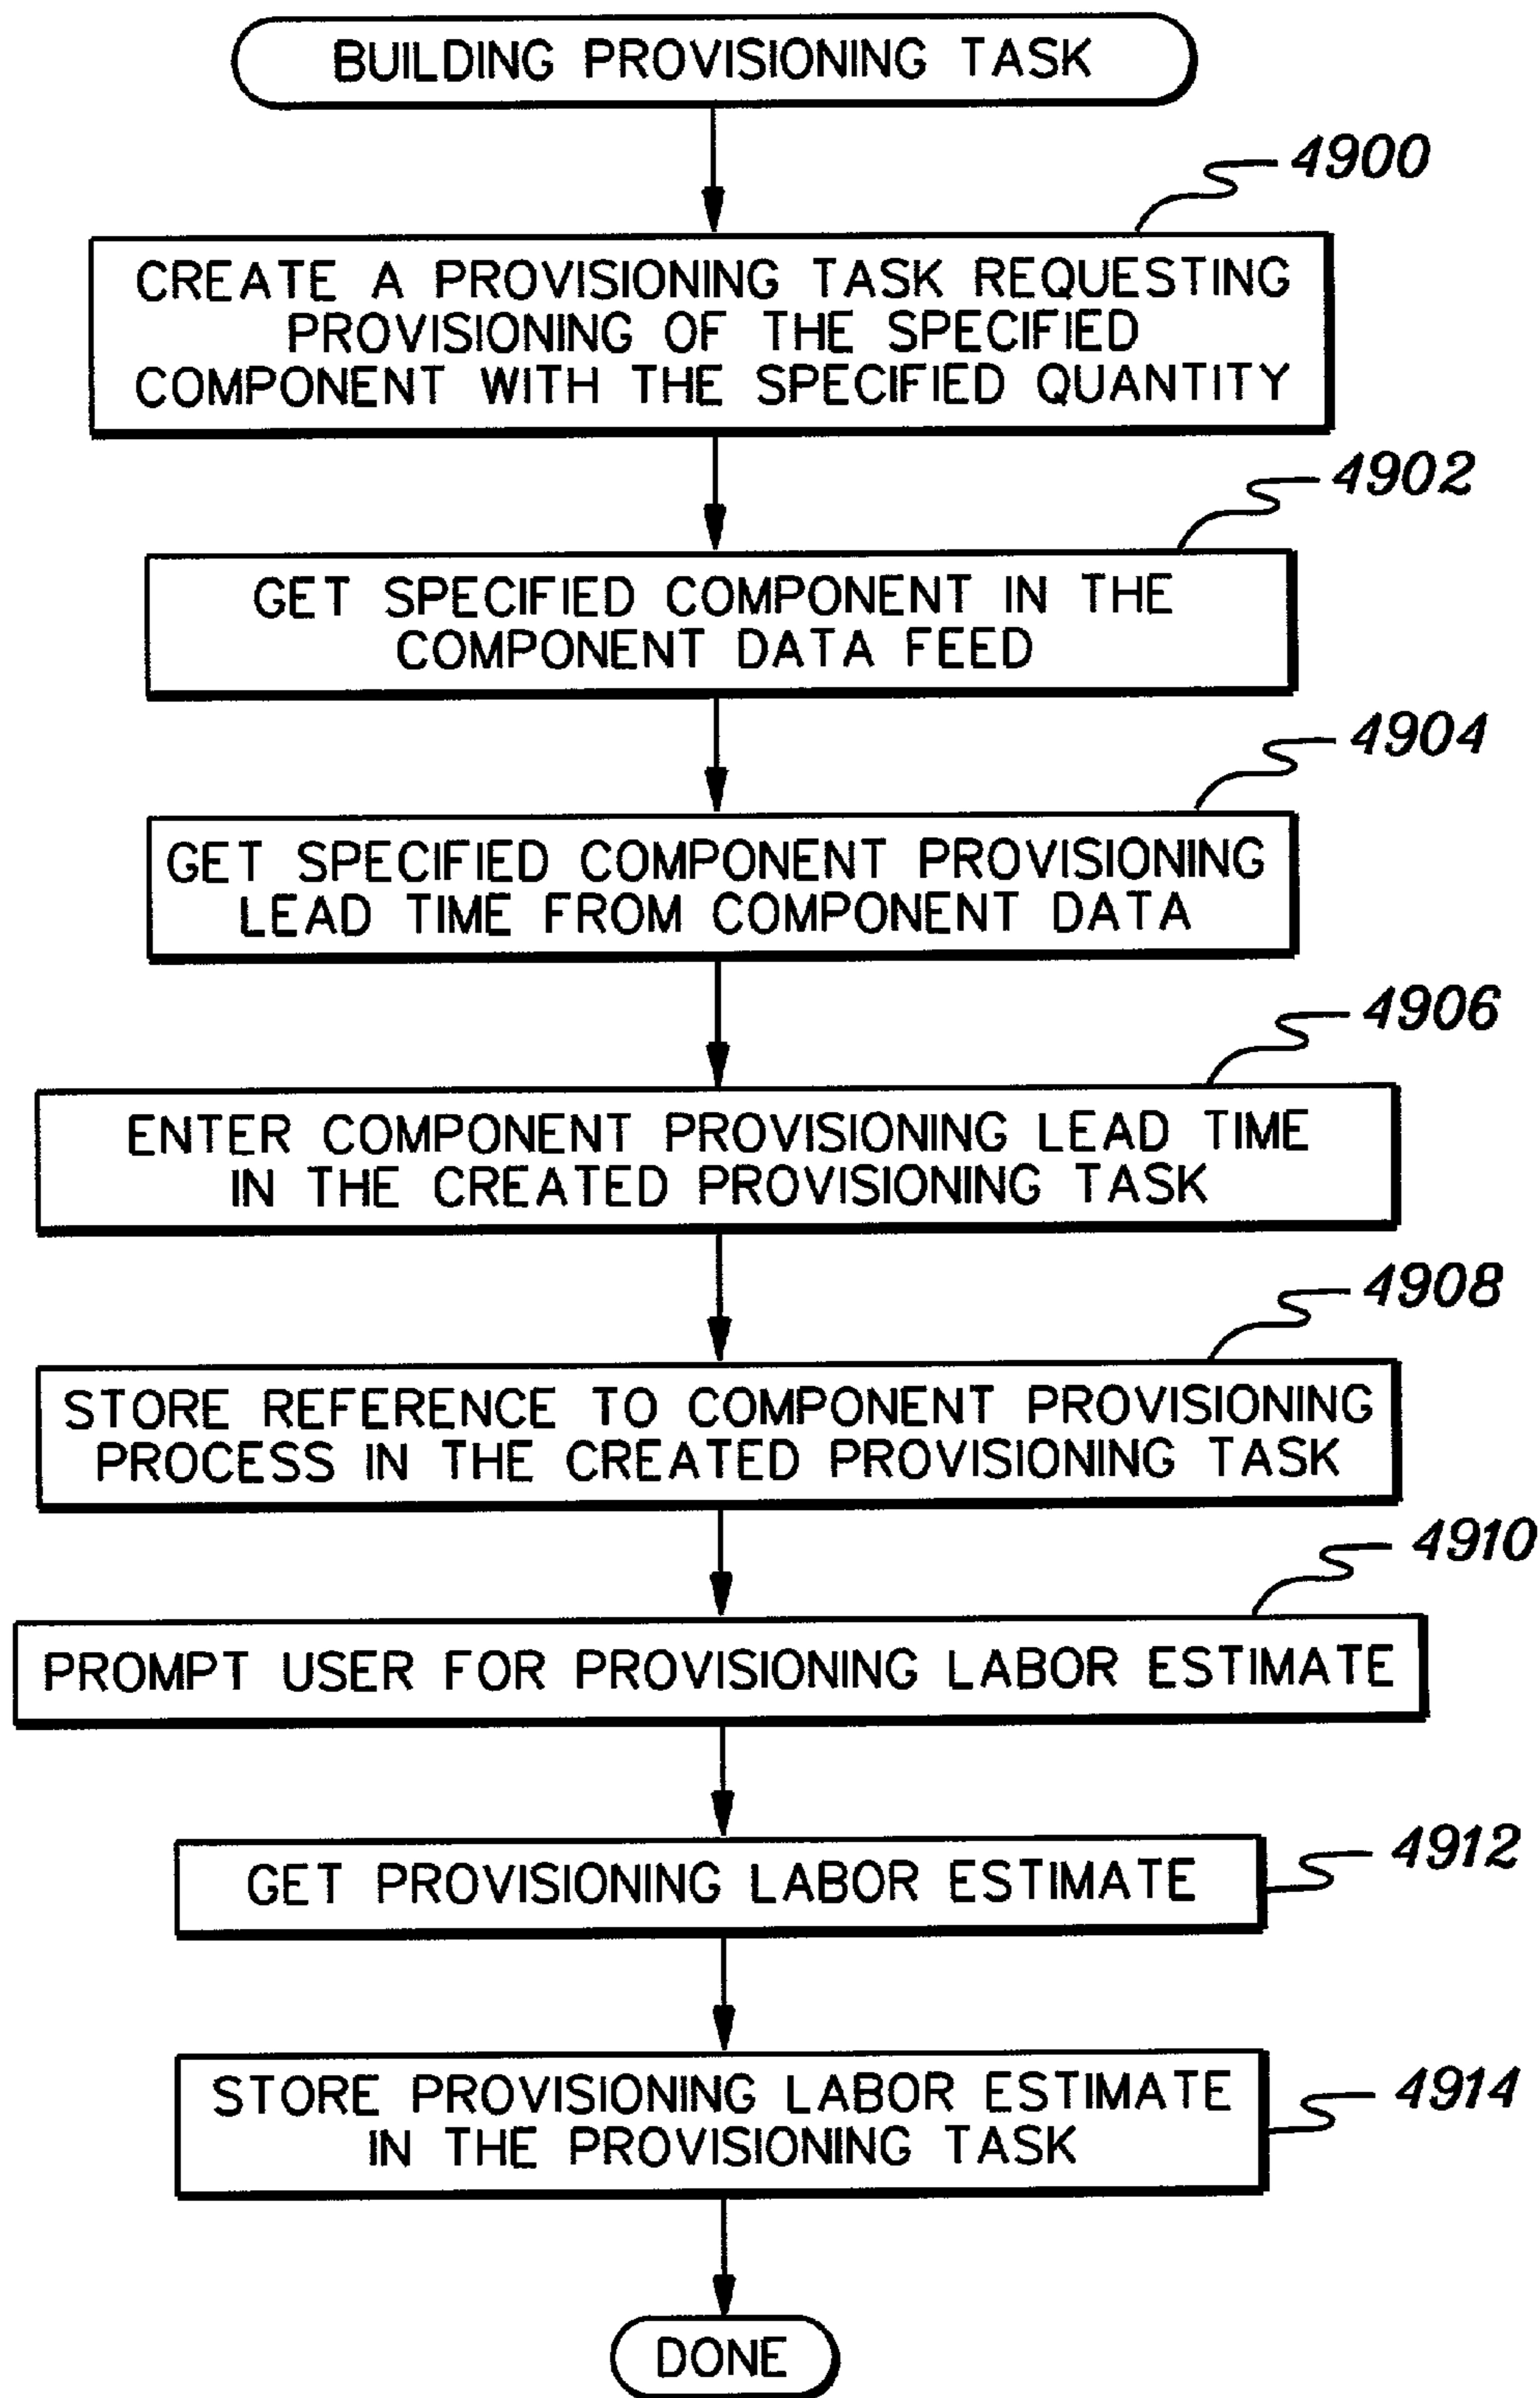 BUILDING PROVISIONING TASK
4900
CREATE A PROVISIONING TASK REQUESTING
PROVISIONING OF THE SPECIFIED
COMPONENT WITH THE SPECIFIED QUANTITY
4902
GET SPECIFIED COMPONENT IN THE
COMPONENT DATA FEED
4904
GET SPECIFIED COMPONENT PROVISIONING
LEAD TIME FROM COMPONENT DATA
4906
ENTER COMPONENT PROVISIONING LEAD TIME
IN THE CREATED PROVISIONING TASK
4908
STORE REFERENCE TO COMPONENT PROVISIONING
PROCESS IN THE CREATED PROVISIONING TASK
4910
PROMPT USER FOR PROVISIONING LABOR ESTIMATE
4912
GET PROVISIONING LABOR ESTIMATE
4914
STORE PROVISIONING LABOR ESTIMATE
IN THE PROVISIONING TASK
DONE